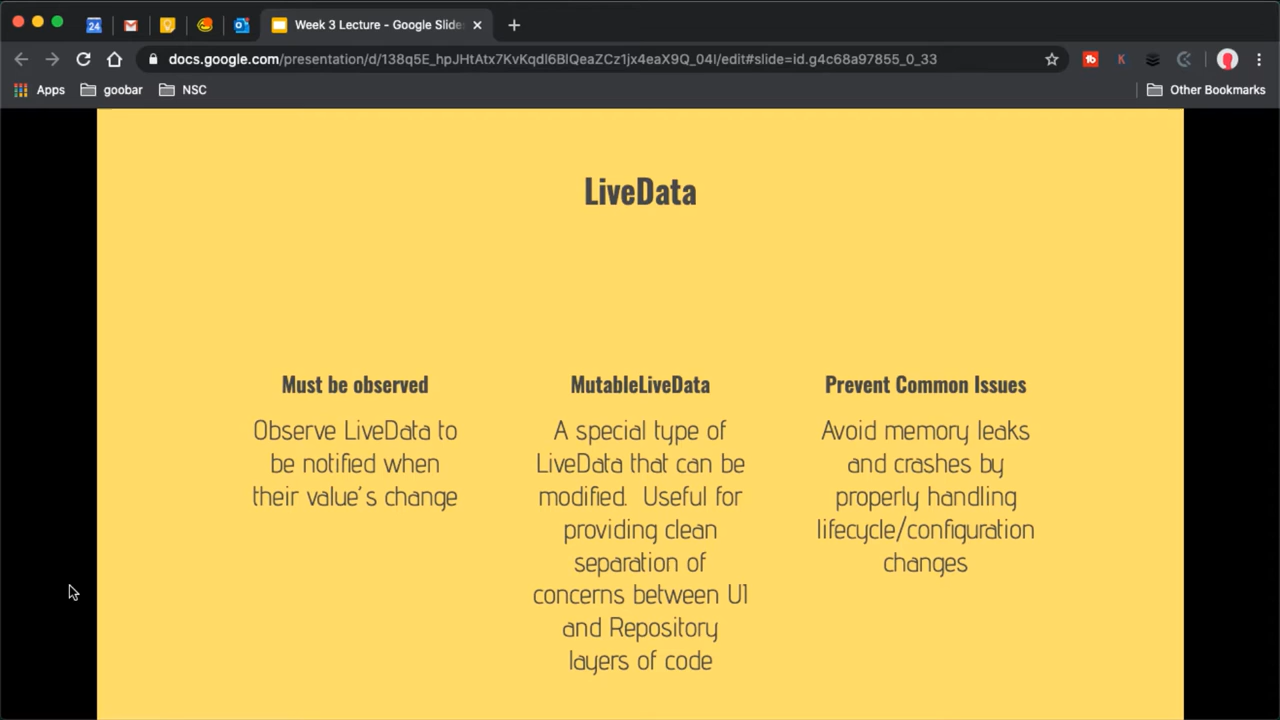 24
Week 3 Lecture - Google Slide
docs.google.com/presentation/d/138q5E_hpJHtAtx7KvKqdl6BlQeaZCz1jx4eaX9Q_04I/edit#slide=id.g4c68a97855_0_33
Apps
goobar
NSC
Other Bookmarks
LiveData
Must be observed
Observe LiveData to
be notified when
their value's change
MutableLiveData
A special type of
LiveData that can be
modified. Useful for
providing clean
separation of
concerns between UI
and Repository
layers of code
Prevent Common Issues
Avoid memory leaks
and crashes by
properly handling
lifecycle/configuration
changes